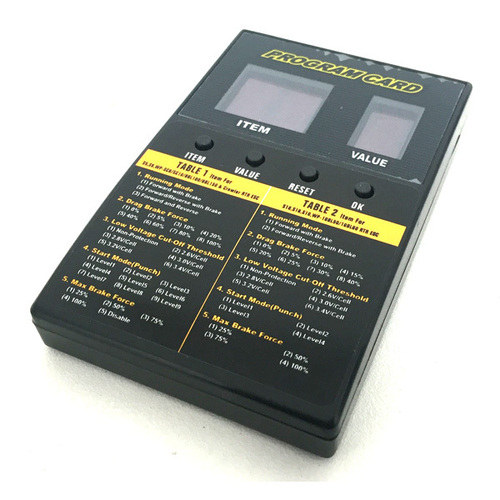 PROGRAM CARD
ITEM
VALUE
ITEM
VALUE
RESET
OK
TABLE 1 Item for
1. Running Mode
(1) Forward with Brake
(2) Forward/Reverse with Brake
(3) Forward and Reverse
2. Drag Brake Force
(1) 0% (2) 5% (3) 10% (4) 20%
(5) 40% (6) 60% (7) 80% (8) 100%
3. Low Voltage Cut-Off Threshold
(1) Non-Protection (2) 2.6V/Cell
(3) 2.8V/Cell (4) 3.0V/Cell
(5) 3.2V/Cell (6) 3.4V/Cell
4. Start Mode(Punch)
(1) Level1 (2) Level2 (3) Level3
(4) Level4 (5) Level5 (6) Level6
(7) Level7 (8) Level8 (9) Level9
5. Max Brake Force
(1) 25% (2) 50% (3) 75%
(4) 100% (5) Disable
TABLE 2 Item for
1. Running Mode
(1) Forward with Brake
(2) Forward/Reverse with Brake
2. Drag Brake Force
(1) 0% (2) 5% (3) 10% (4) 15%
(5) 20% (6) 25% (7) 30% (8) 40%
3. Low Voltage Cut-Off Threshold
(1) Non-Protection (2) 2.6V/Cell
(3) 2.8V/Cell (4) 3.0V/Cell
(5) 3.2V/Cell (6) 3.4V/Cell
4. Start Mode(Punch)
(1) Level1 (2) Level2
(3) Level3 (4) Level4
5. Max Brake Force
(1) 25% (2) 50%
(3) 75% (4) 100%